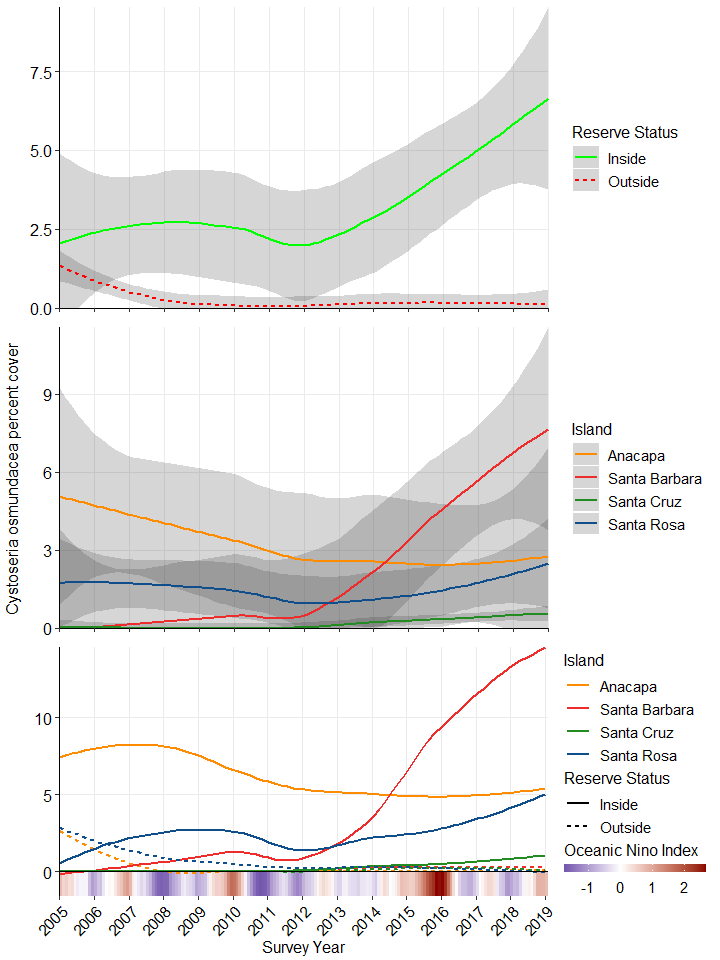 7.5
5.0
2.5
0.0
Reserve Status
Inside
Outside
Cystoseria osmundacea percent cover
9
6
3
0
Island
Anacapa
Santa Barbara
Santa Cruz
Santa Rosa
10
5
0
Island
Anacapa
Santa Barbara
Santa Cruz
Santa Rosa
Reserve Status
Inside
Outside
Oceanic Nino Index
-1 0 1 2
2005 2006 2007 2008 2009 2010 2011 2012 2013 2014 2015 2016 2017 2018 2019
Survey Year